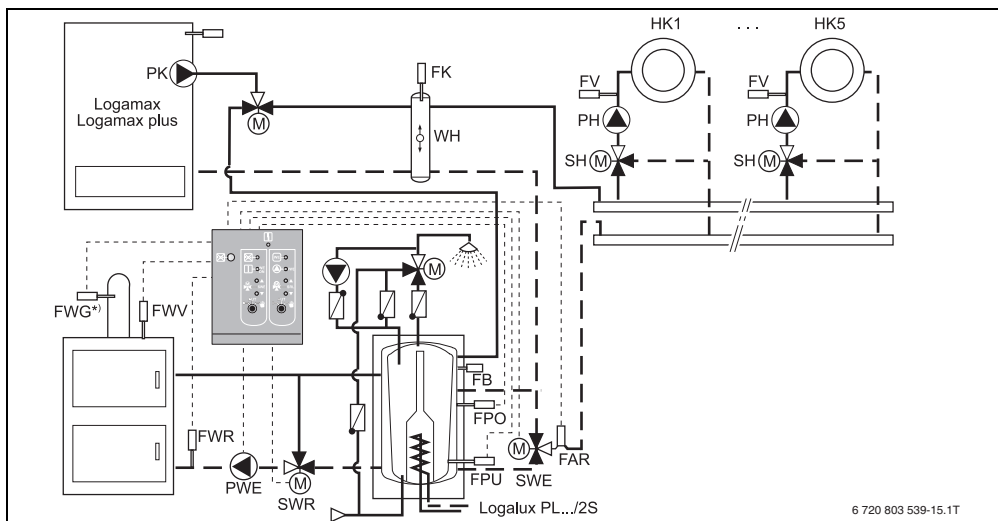 HK1
. . .
HK5
PK
FK
FV
FV
Logamax
Logamax plus
M
WH
PH
PH
SH
M
SH
M
M
FWG*)
FWV
FB
FPO
FWR
M
FAR
FPU
SWE
PWE
M
SWR
Logalux PL.../2S
6 720 803 539-15.1T